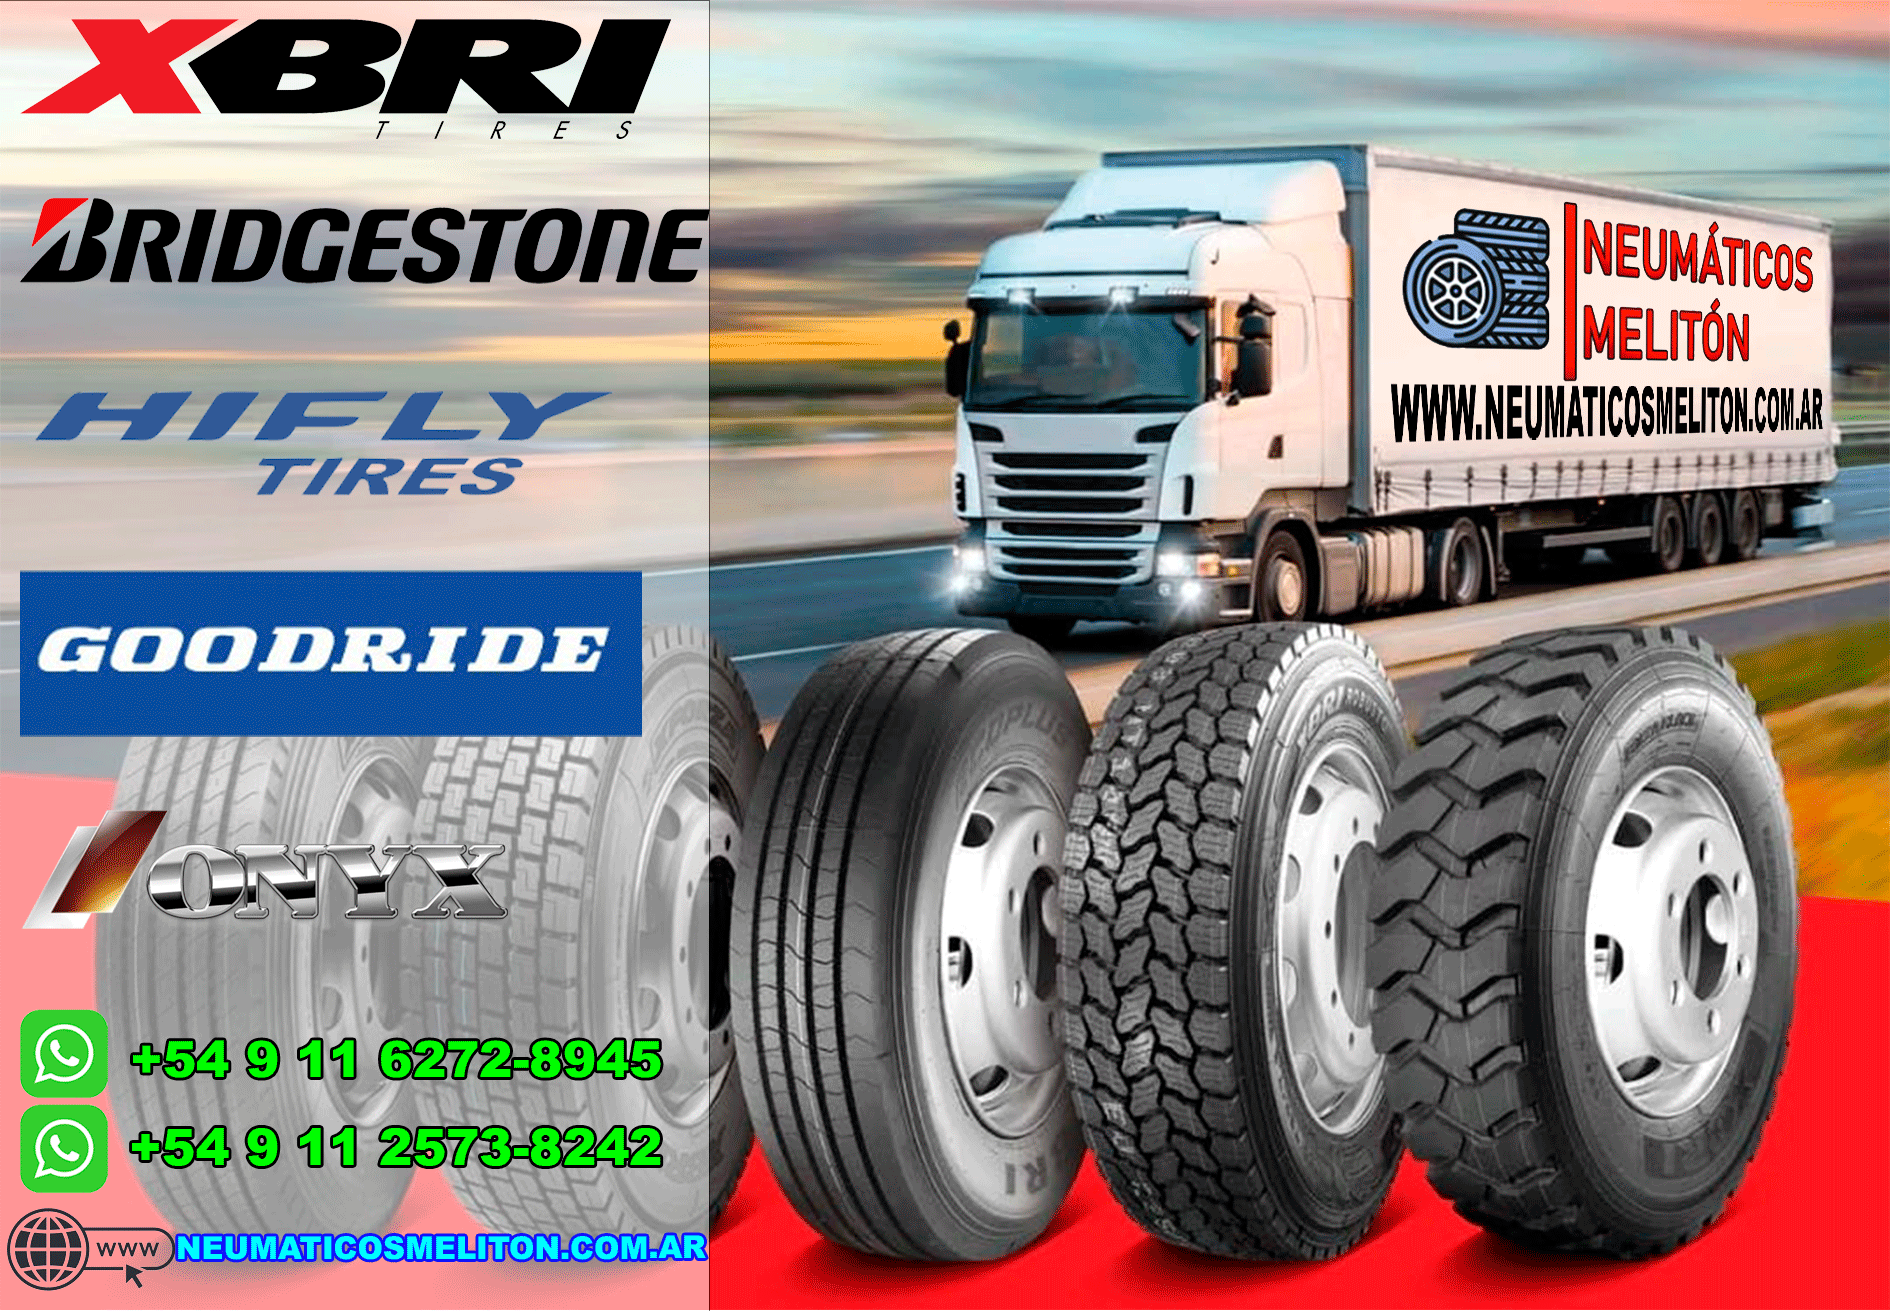 XBRI
TIRES
BRIDGESTONE
HIFLY
TIRES
GOODRIDE
ONYX
+54 9 11 6272-8945
+54 9 11 2573-8242
www
NEUMATICOSMELITON.COM.AR
NEUMÁTICOS
MELITÓN
WWW.NEUMATICOSMELITON.COM.AR
XBRI